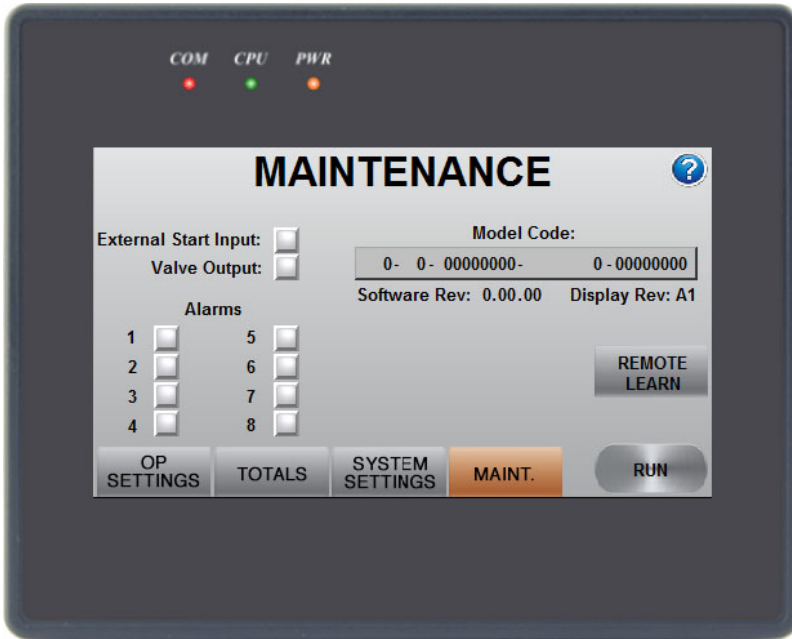 COM CPU PWR
MAINTENANCE ?
External Start Input:
Valve Output:
Model Code:
0- 0- 00000000- 0-00000000
Software Rev: 0.00.00 Display Rev: A1
Alarms
1 5
2 6
3 7
4 8
REMOTE
LEARN
OP
SETTINGS
TOTALS
SYSTEM
SETTINGS
MAINT.
RUN